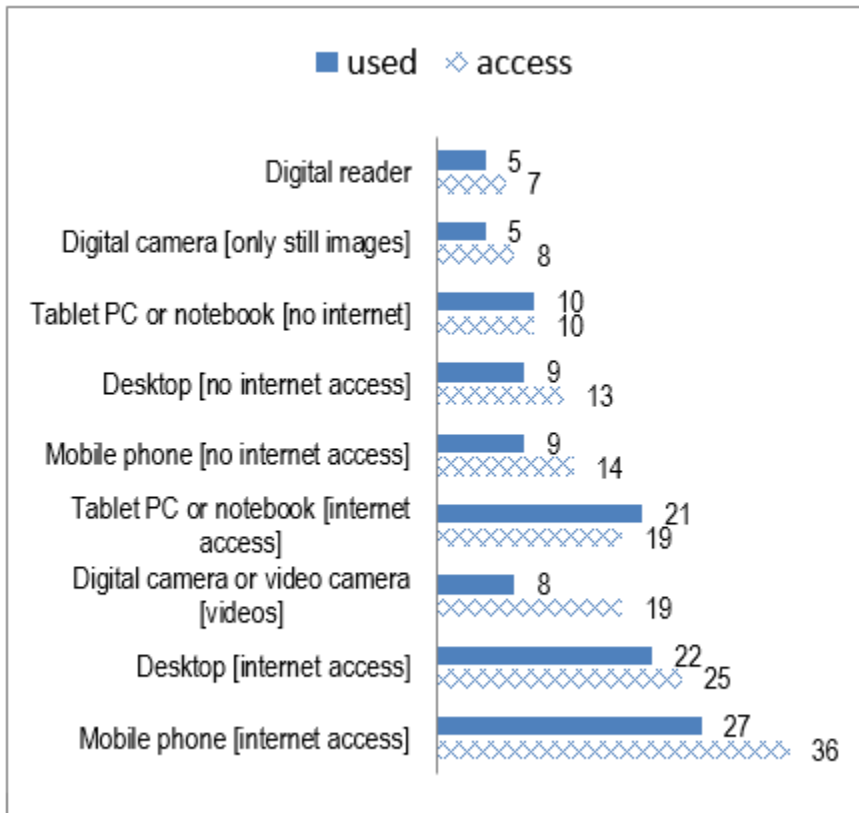 used access
Digital reader 5
7
Digital camera [only still images] 5
8
Tablet PC or notebook [no internet] 10
10
Desktop [no internet access] 9
13
Mobile phone [no internet access] 9
14
Tablet PC or notebook [internet
access] 21
19
Digital camera or video camera
[videos] 8
19
Desktop [internet access] 22
25
Mobile phone [internet access] 27
36